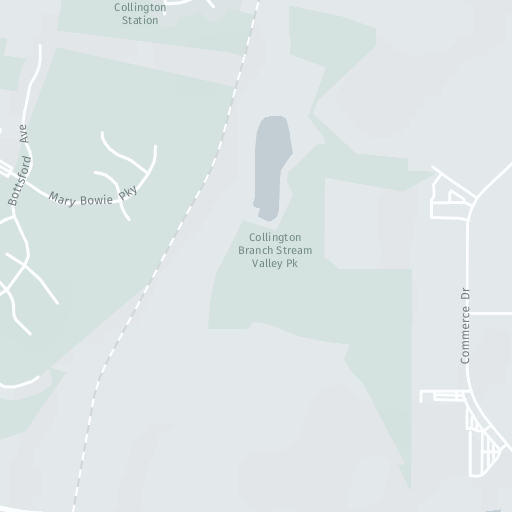 Collington
Station
Bottsford Ave
Mary Bowie Pky
Collington
Branch Stream
Valley Pk
Commerce Dr